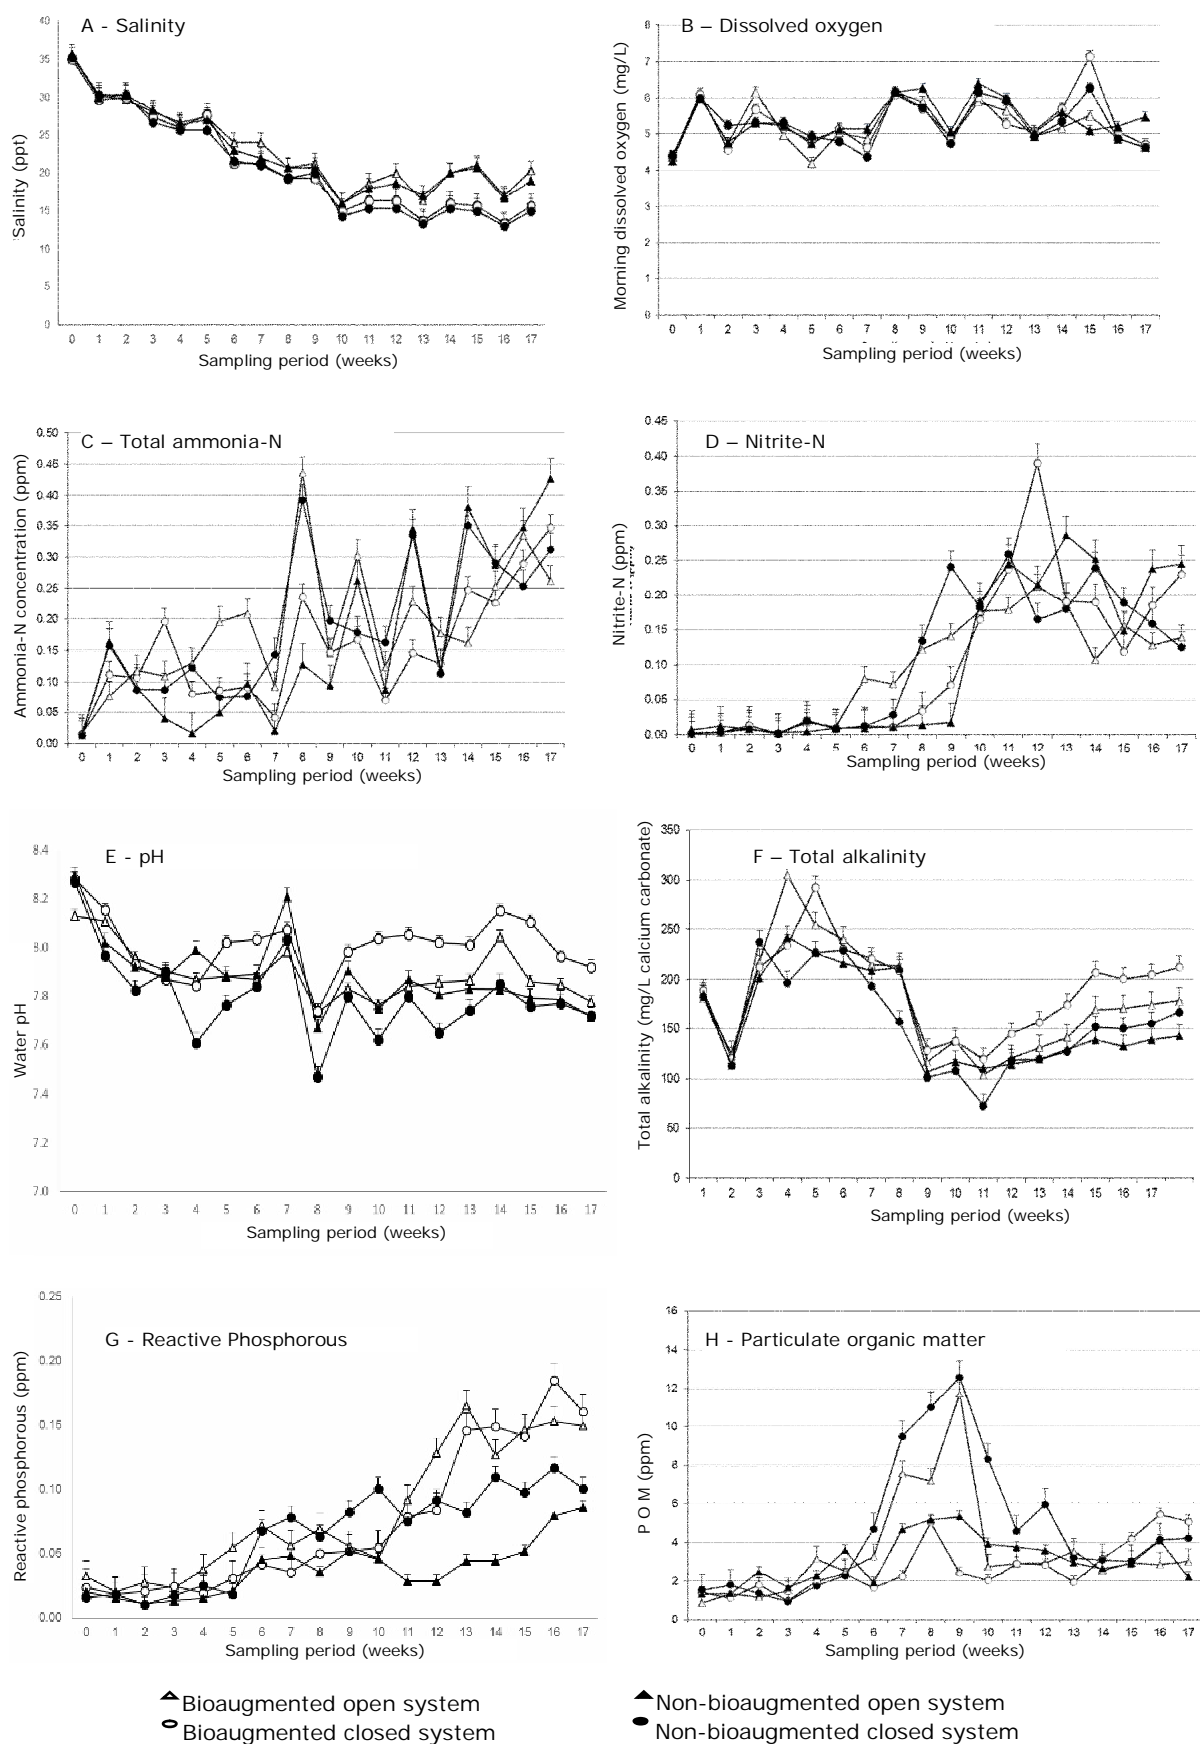 A - Salinity
Salinity (ppt)
40
35
30
25
20
15
10
5
0
0 1 2 3 4 5 6 7 8 9 10 11 12 13 14 15 16 17
Sampling period (weeks)
B – Dissolved oxygen
Morning dissolved oxygen (mg/L)
8
7
6
5
4
3
2
1
0
0 1 2 3 4 5 6 7 8 9 10 11 12 13 14 15 16 17
Sampling period (weeks)
C – Total ammonia-N
Ammonia-N concentration (ppm)
0.50
0.45
0.40
0.35
0.30
0.25
0.20
0.15
0.10
0.05
0.00
0 1 2 3 4 5 6 7 8 9 10 11 12 13 14 15 16 17
Sampling period (weeks)
D – Nitrite-N
Nitrite-N (ppm)
0.45
0.40
0.35
0.30
0.25
0.20
0.15
0.10
0.05
0.00
0 1 2 3 4 5 6 7 8 9 10 11 12 13 14 15 16 17
Sampling period (weeks)
E - pH
Water pH
8.4
8.2
8.0
7.8
7.6
7.4
7.2
7.0
0 1 2 3 4 5 6 7 8 9 10 11 12 13 14 15 16 17
Sampling period (weeks)
F – Total alkalinity
Total alkalinity (mg/L calcium carbonate)
350
300
250
200
150
100
50
0
1 2 3 4 5 6 7 8 9 10 11 12 13 14 15 16 17
Sampling period (weeks)
G - Reactive Phosphorous
Reactive phosphorous (ppm)
0.25
0.20
0.15
0.10
0.05
0.00
0 1 2 3 4 5 6 7 8 9 10 11 12 13 14 15 16 17
Sampling period (weeks)
H - Particulate organic matter
P O M (ppm)
16
14
12
10
8
6
4
2
0
0 1 2 3 4 5 6 7 8 9 10 11 12 13 14 15 16 17
Sampling period (weeks)
Bioaugmented open system
Non-bioaugmented open system
Bioaugmented closed system
Non-bioaugmented closed system